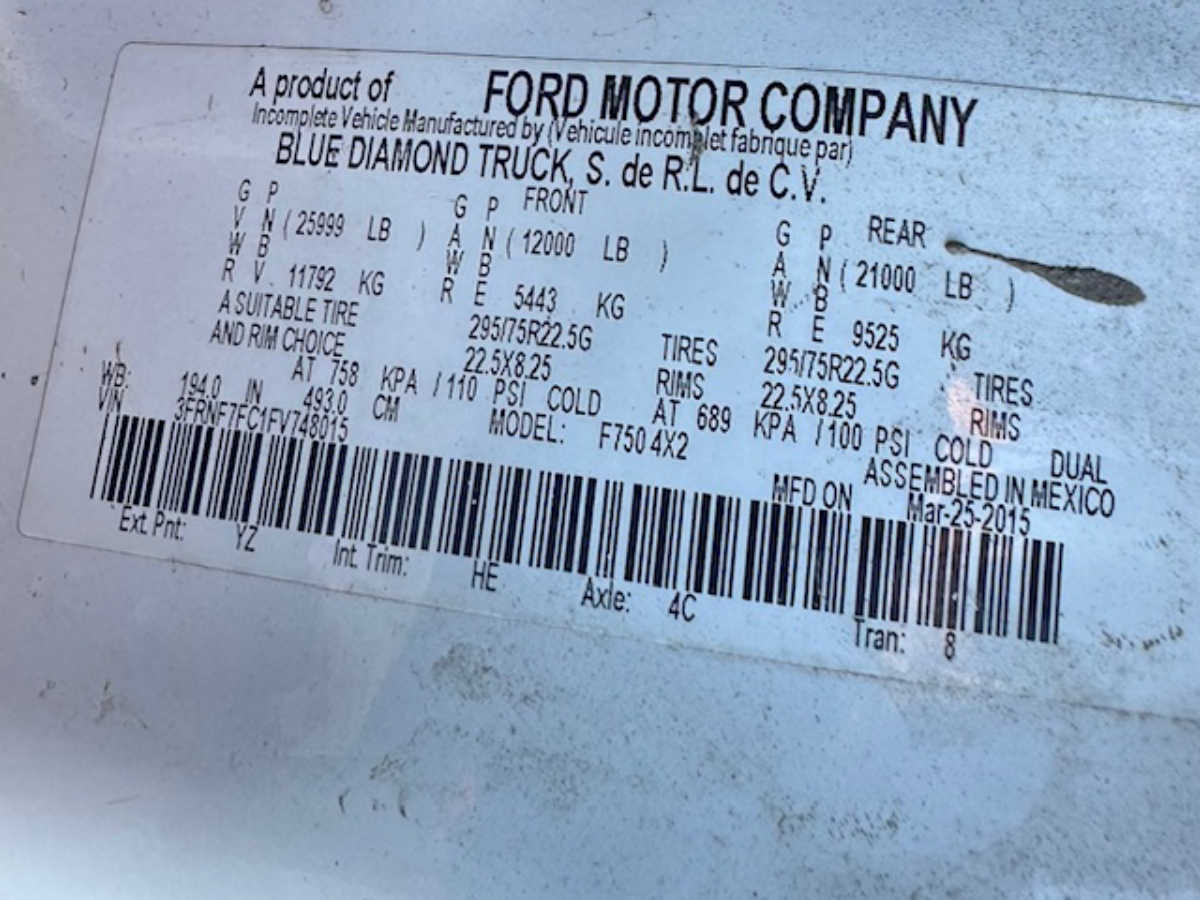 A product of FORD MOTOR COMPANY
Incomplete Vehicle Manufactured by (Vehicule incomplet fabrique par)
BLUE DIAMOND TRUCK, S. de R.L. de C.V.
G P G P FRONT G P REAR
V N ( 25999 LB ) A N ( 12000 LB ) A N ( 21000 LB )
W B W B W B
R V 11792 KG R E 5443 KG R E 9525 KG
A SUITABLE TIRE 295/75R22.5G TIRES 295/75R22.5G TIRES
AND RIM CHOICE 22.5X8.25 RIMS 22.5X8.25 RIMS
AT 758 KPA / 110 PSI COLD AT 689 KPA / 100 PSI COLD DUAL
WB: 194.0 IN 493.0 CM MODEL: F750 4X2 ASSEMBLED IN MEXICO
VIN: 3FRNF7FC1FV748015 MFD ON Mar-25-2015
Ext. Pnt: YZ Int. Trim: HE Axle: 4C Tran: 8